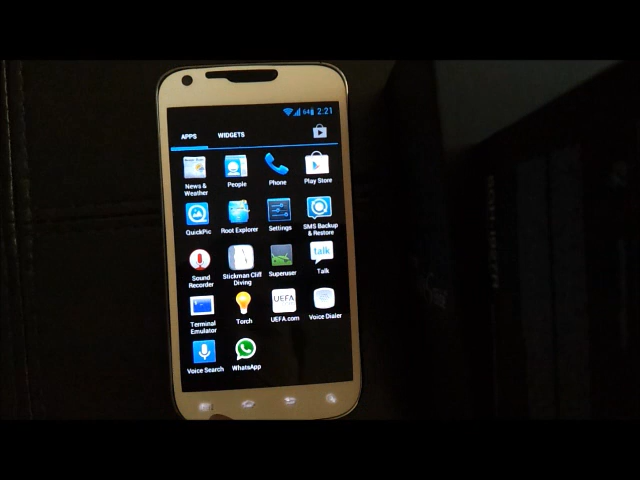 64 2:21
APPS WIDGETS
News & Weather
People
Phone
Play Store
QuickPic
Root Explorer
Settings
SMS Backup & Restore
Sound Recorder
Stickman Cliff Diving
Superuser
talk
Talk
Terminal Emulator
Torch
UEFA
UEFA.com
Voice Dialer
Voice Search
WhatsApp